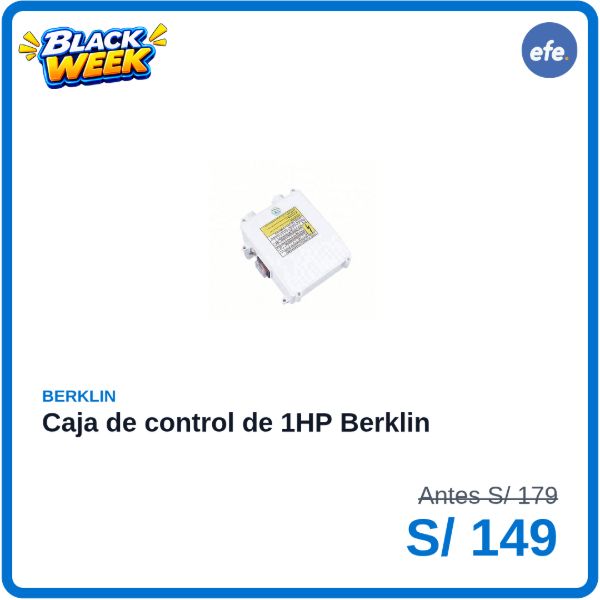 BLACK
WEEK
efe.
BERKLIN
Caja de control de 1HP Berklin
Antes S/ 179
S/ 149